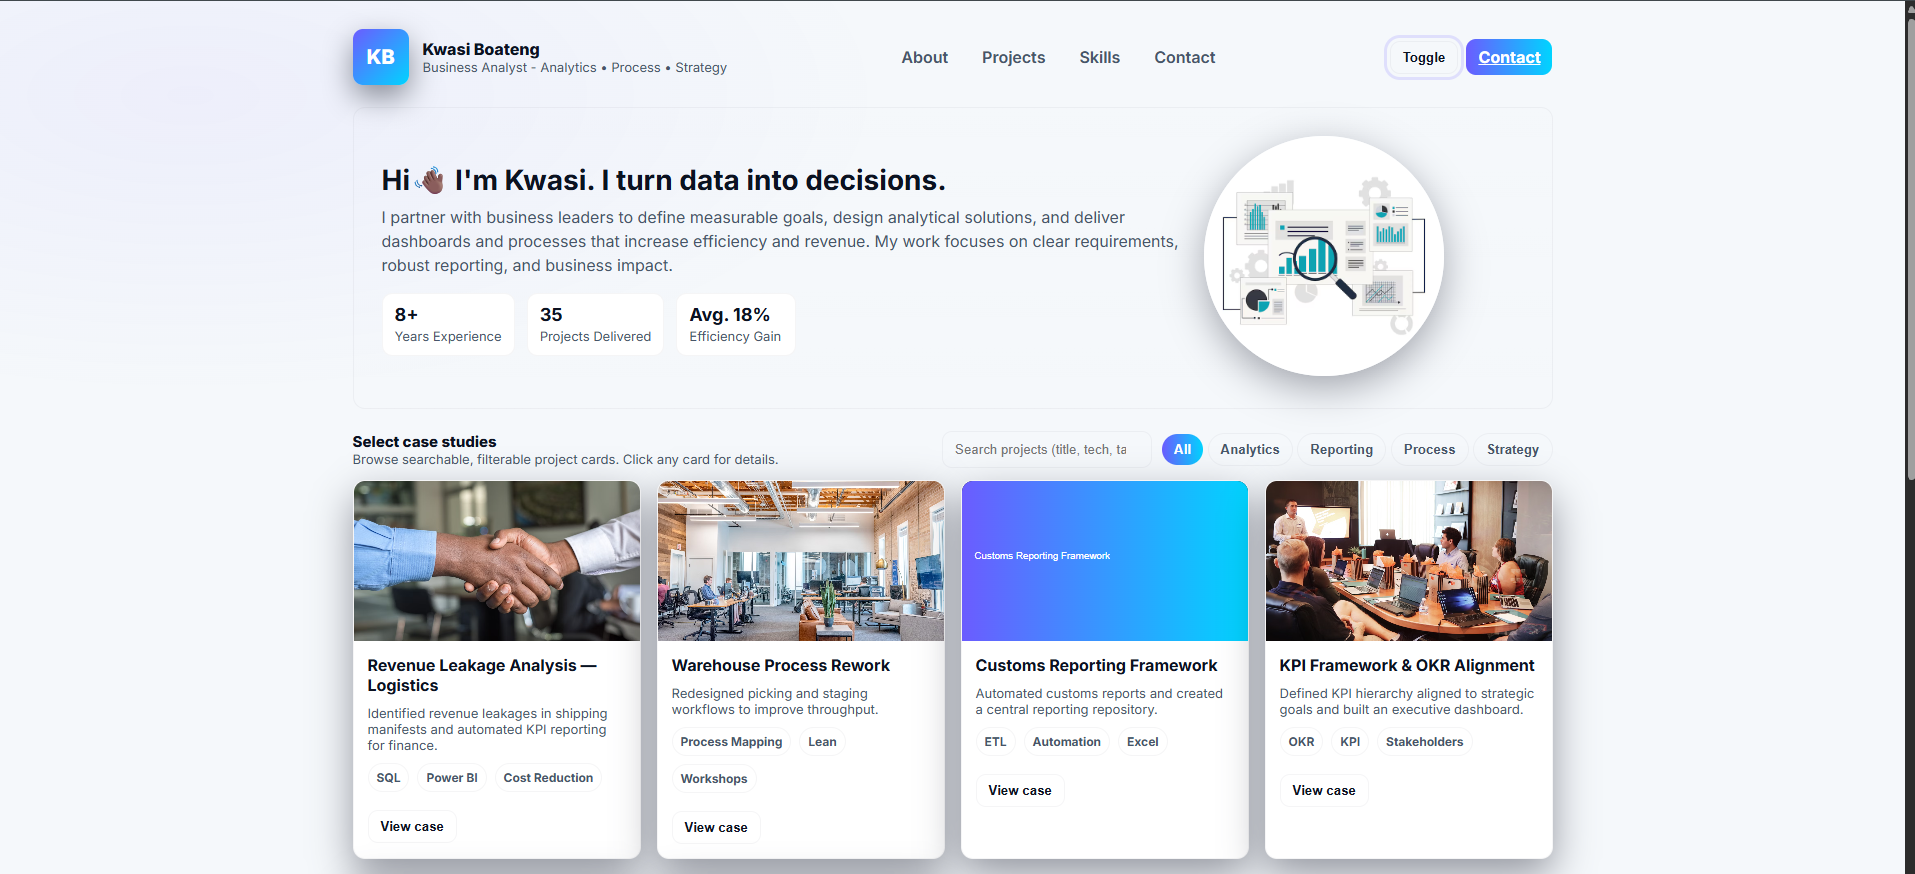 KB
Kwasi Boateng
Business Analyst - Analytics • Process • Strategy
About
Projects
Skills
Contact
Toggle
Contact
Hi 👋🏾 I'm Kwasi. I turn data into decisions.
I partner with business leaders to define measurable goals, design analytical solutions, and deliver
dashboards and processes that increase efficiency and revenue. My work focuses on clear requirements,
robust reporting, and business impact.
8+
Years Experience
35
Projects Delivered
Avg. 18%
Efficiency Gain
Select case studies
Browse searchable, filterable project cards. Click any card for details.
Search projects (title, tech, ta
All
Analytics
Reporting
Process
Strategy
Revenue Leakage Analysis —
Logistics
Identified revenue leakages in shipping
manifests and automated KPI reporting
for finance.
SQL
Power BI
Cost Reduction
View case
Warehouse Process Rework
Redesigned picking and staging
workflows to improve throughput.
Process Mapping
Lean
Workshops
View case
Customs Reporting Framework
Customs Reporting Framework
Automated customs reports and created
a central reporting repository.
ETL
Automation
Excel
View case
KPI Framework & OKR Alignment
Defined KPI hierarchy aligned to strategic
goals and built an executive dashboard.
OKR
KPI
Stakeholders
View case